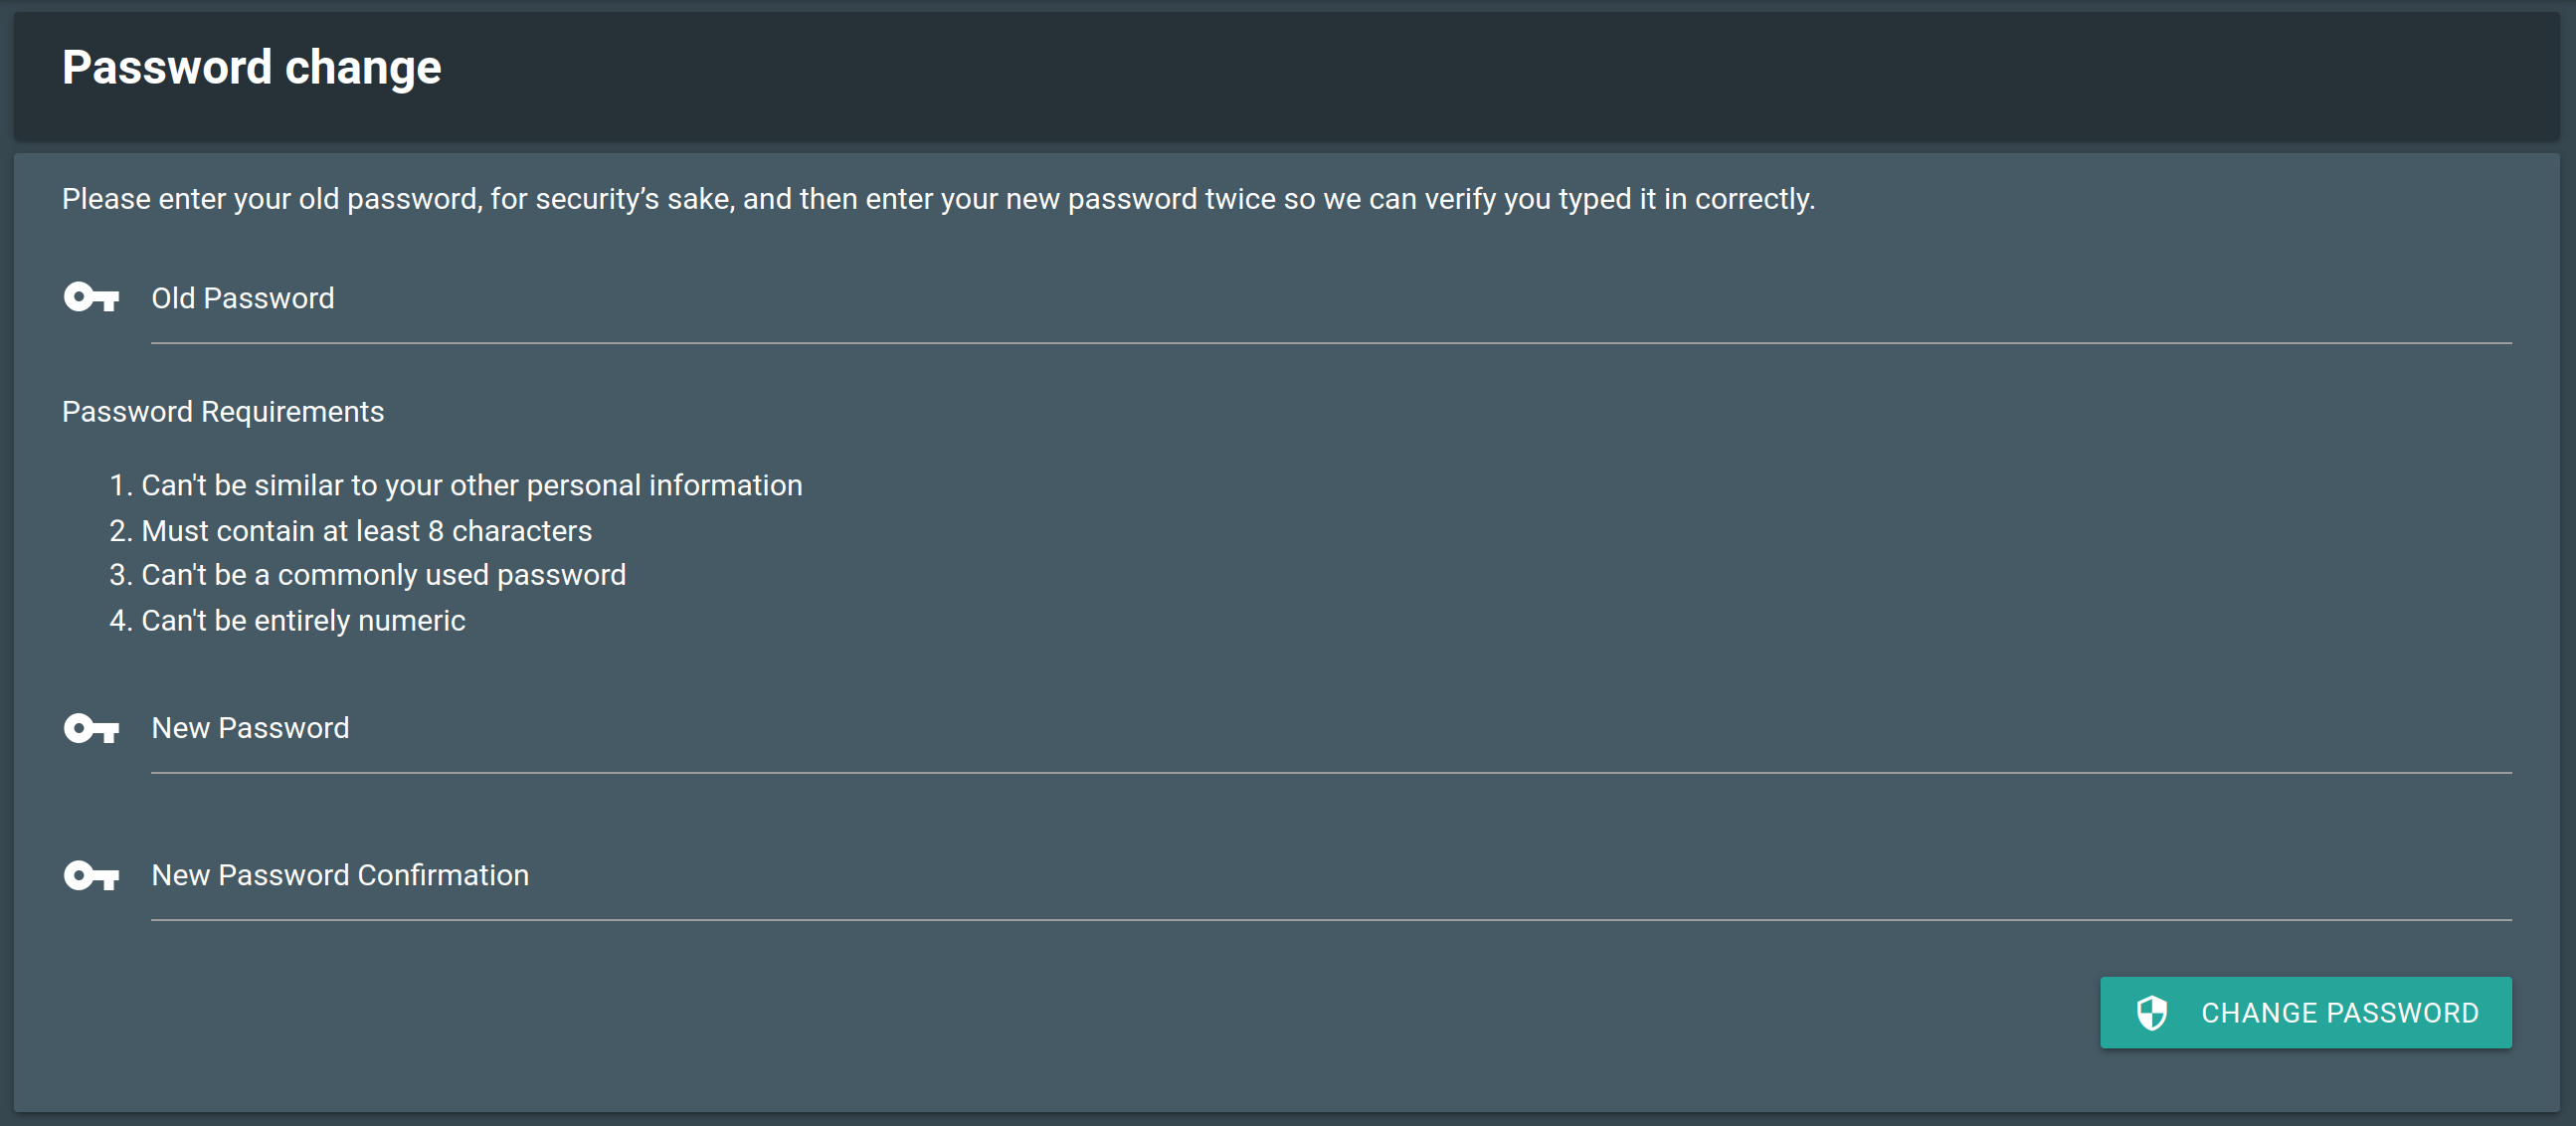 Password change
Please enter your old password, for security’s sake, and then enter your new password twice so we can verify you typed it in correctly.
Old Password
Password Requirements
1. Can't be similar to your other personal information
2. Must contain at least 8 characters
3. Can't be a commonly used password
4. Can't be entirely numeric
New Password
New Password Confirmation
CHANGE PASSWORD